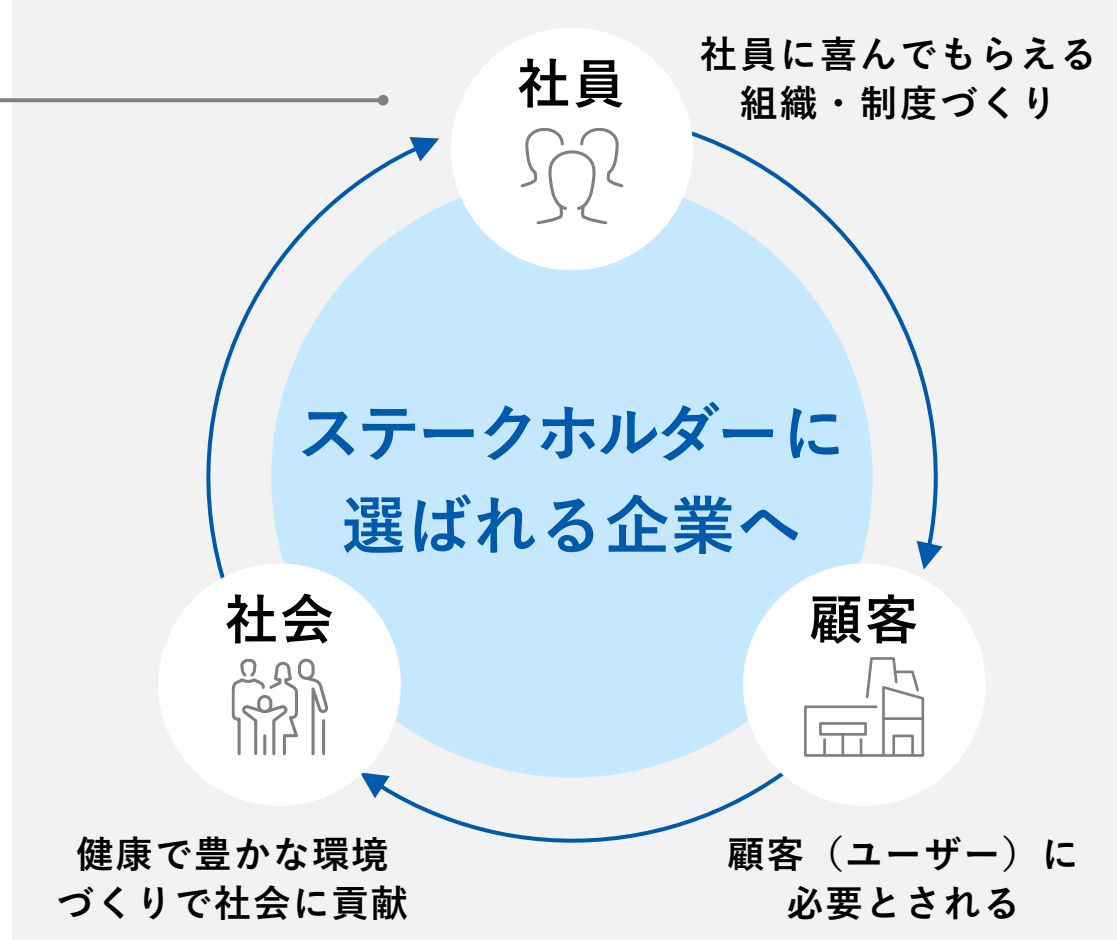 社員
社員に喜んでもらえる
組織・制度づくり
ステークホルダーに
選ばれる企業へ
社会
顧客
健康で豊かな環境
づくりで社会に貢献
顧客（ユーザー）に
必要とされる